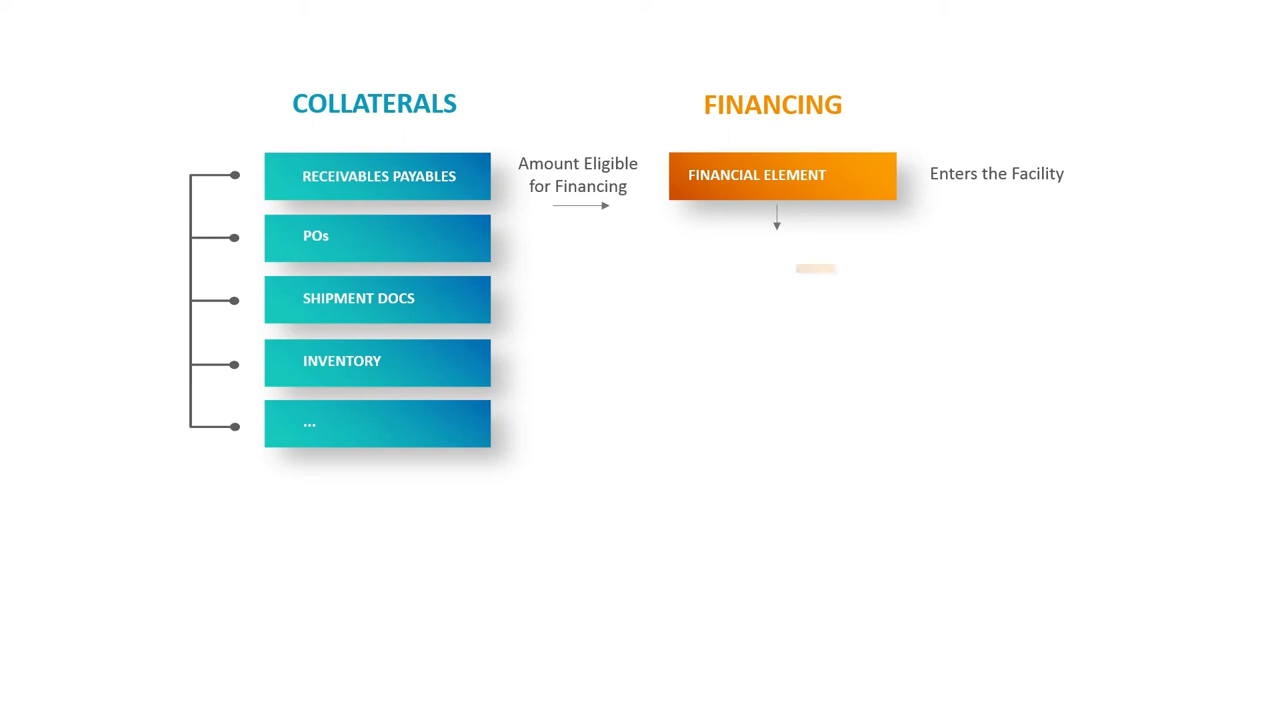 COLLATERALS
FINANCING
RECEIVABLES PAYABLES
Amount Eligible
for Financing
FINANCIAL ELEMENT
Enters the Facility
POs
SHIPMENT DOCS
INVENTORY
...